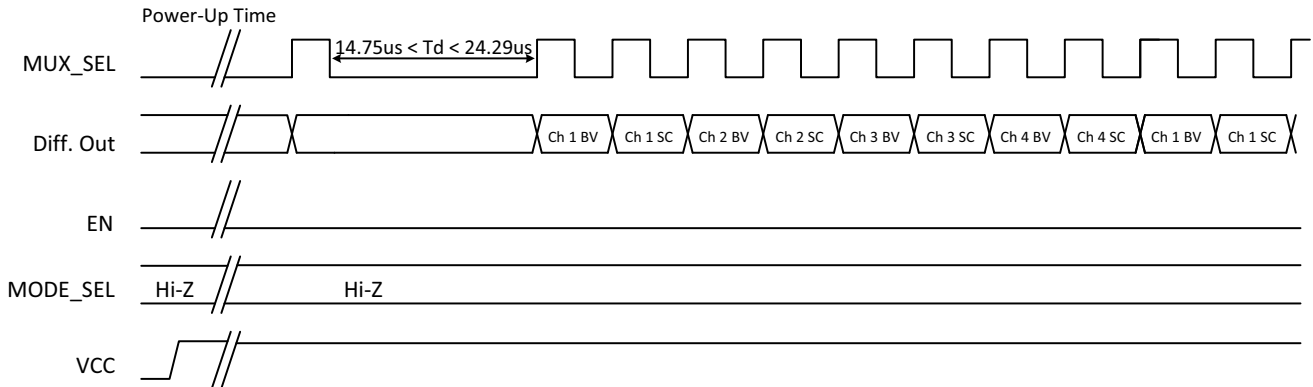 Power-Up Time
MUX_SEL
14.75us < Td < 24.29us
Diff. Out
Ch 1 BV
Ch 1 SC
Ch 2 BV
Ch 2 SC
Ch 3 BV
Ch 3 SC
Ch 4 BV
Ch 4 SC
Ch 1 BV
Ch 1 SC
EN
MODE_SEL
Hi-Z
Hi-Z
VCC